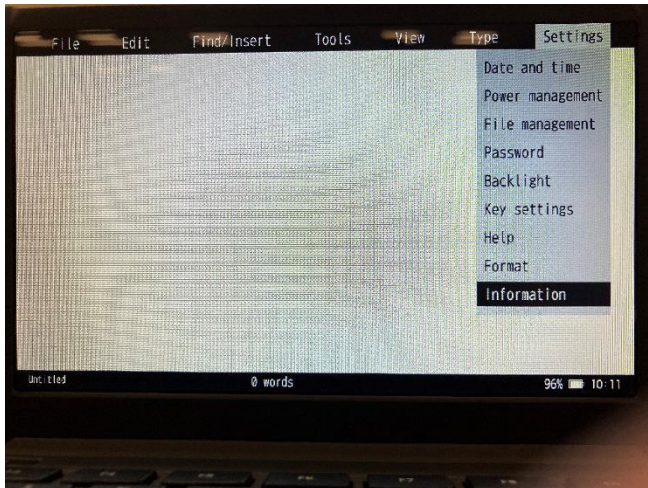 File Edit Find/Insert Tools View Type Settings
Date and time
Power management
File management
Password
Backlight
Key settings
Help
Format
Information
Untitled 0 words 96% 10:11